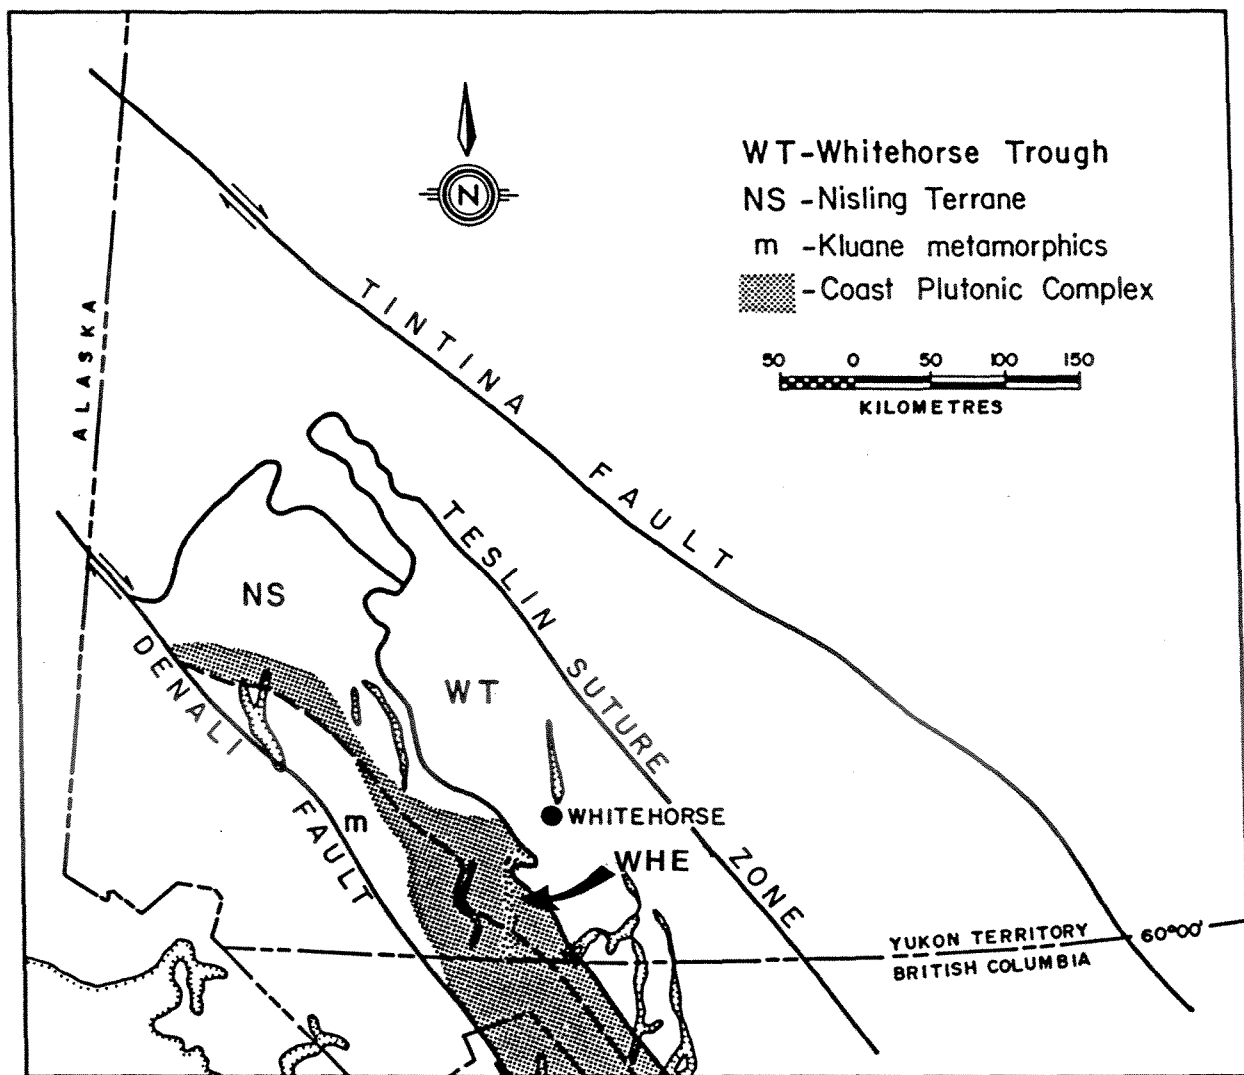 N
WT-Whitehorse Trough
NS -Nisling Terrane
m -Kluane metamorphics
-Coast Plutonic Complex
50 0 50 100 150
KILOMETRES
ALASKA
TINTINA FAULT
TESLIN SUTURE ZONE
NS
DENALI FAULT
WT
m
WHITEHORSE
WHE
YUKON TERRITORY
60°00'
BRITISH COLUMBIA